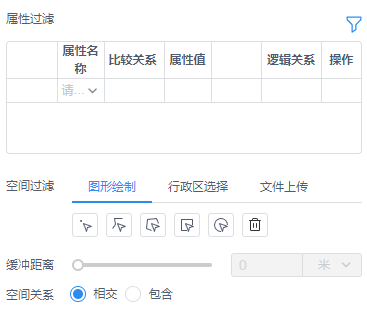 属性过滤
属性名称 比较关系 属性值 逻辑关系 操作
请...
空间过滤 图形绘制 行政区选择 文件上传
缓冲距离 0 米
空间关系 相交 包含